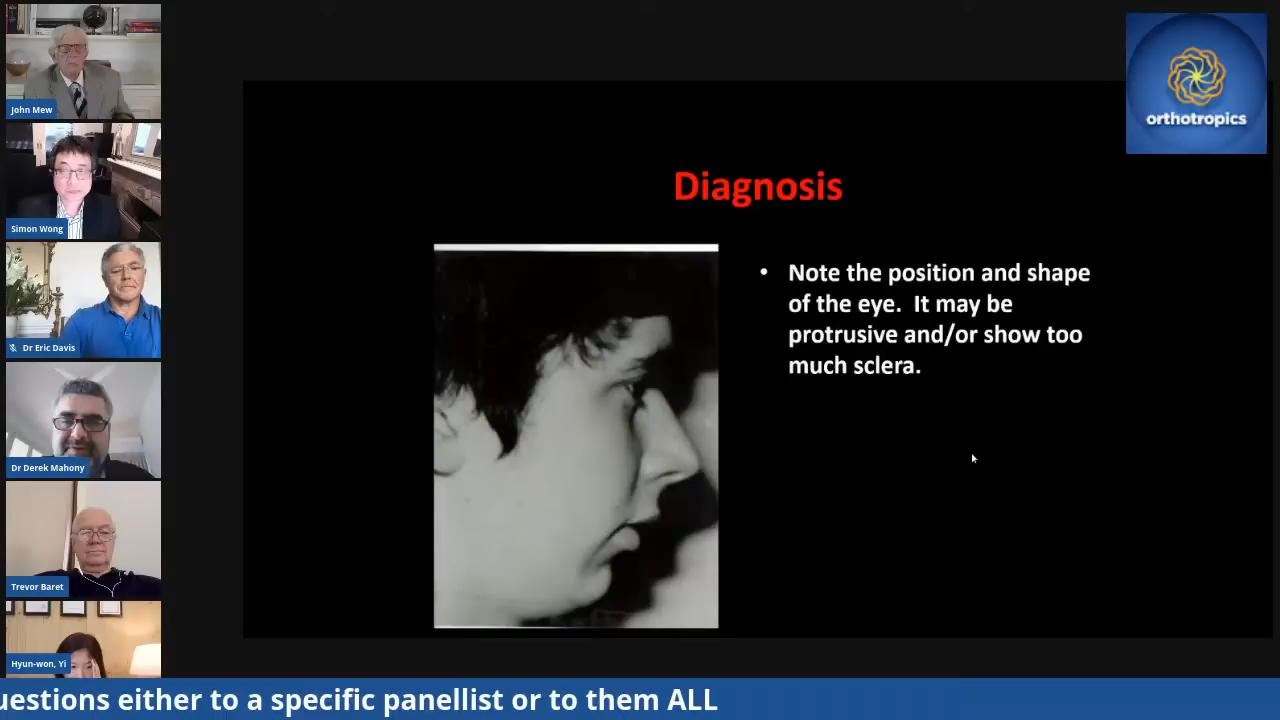 John Mew
Simon Wong
Dr Eric Davis
Dr Derek Mahony
Trevor Baret
Hyun-won, Yi
orthotropics
Diagnosis
• Note the position and shape
of the eye. It may be
protrusive and/or show too
much sclera.
uestions either to a specific panellist or to them ALL